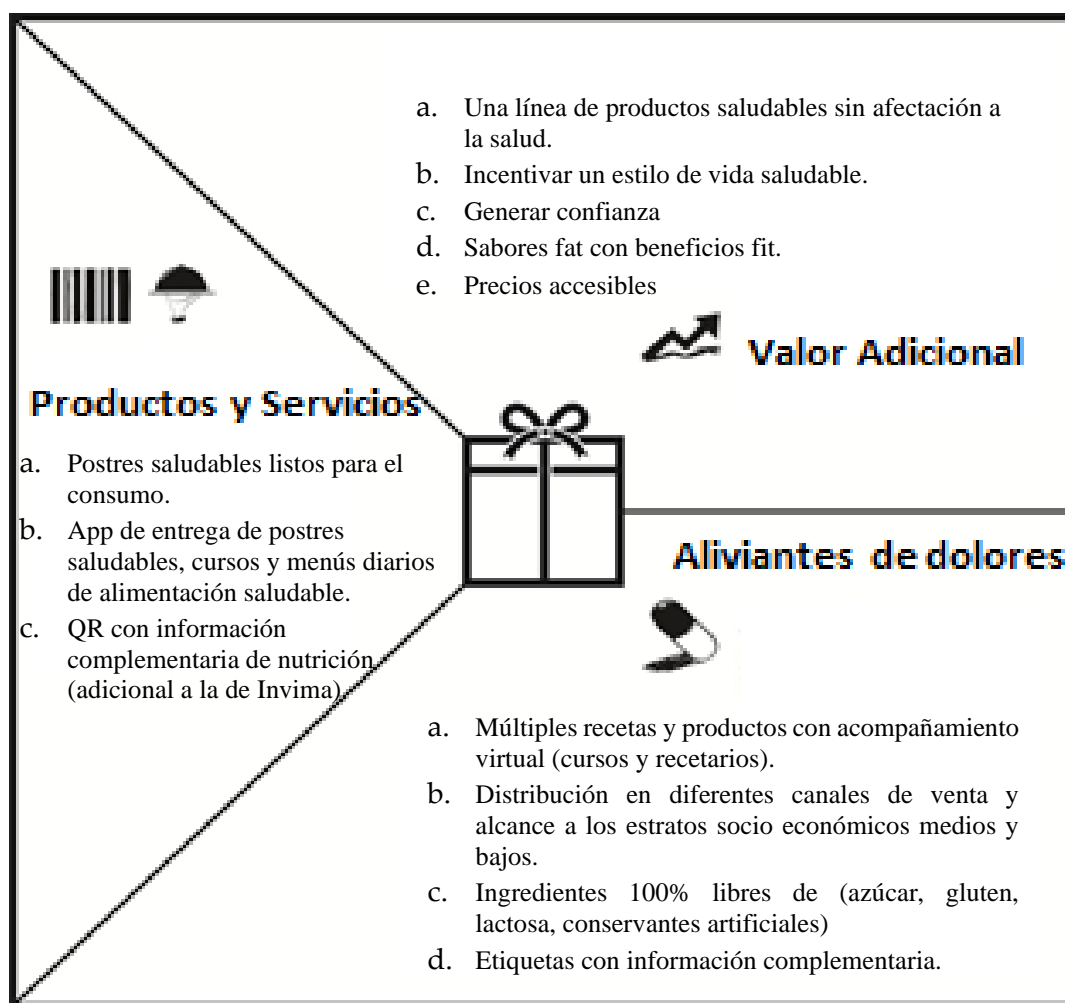 a. Una línea de productos saludables sin afectación a
la salud.
b. Incentivar un estilo de vida saludable.
c. Generar confianza
d. Sabores fat con beneficios fit.
e. Precios accesibles
Valor Adicional
Productos y Servicios
a. Postres saludables listos para el
consumo.
b. App de entrega de postres
saludables, cursos y menús diarios
de alimentación saludable.
c. QR con información
complementaria de nutrición
(adicional a la de Invima)
Aliviantes de dolores
a. Múltiples recetas y productos con acompañamiento
virtual (cursos y recetarios).
b. Distribución en diferentes canales de venta y
alcance a los estratos socio económicos medios y
bajos.
c. Ingredientes 100% libres de (azúcar, gluten,
lactosa, conservantes artificiales)
d. Etiquetas con información complementaria.